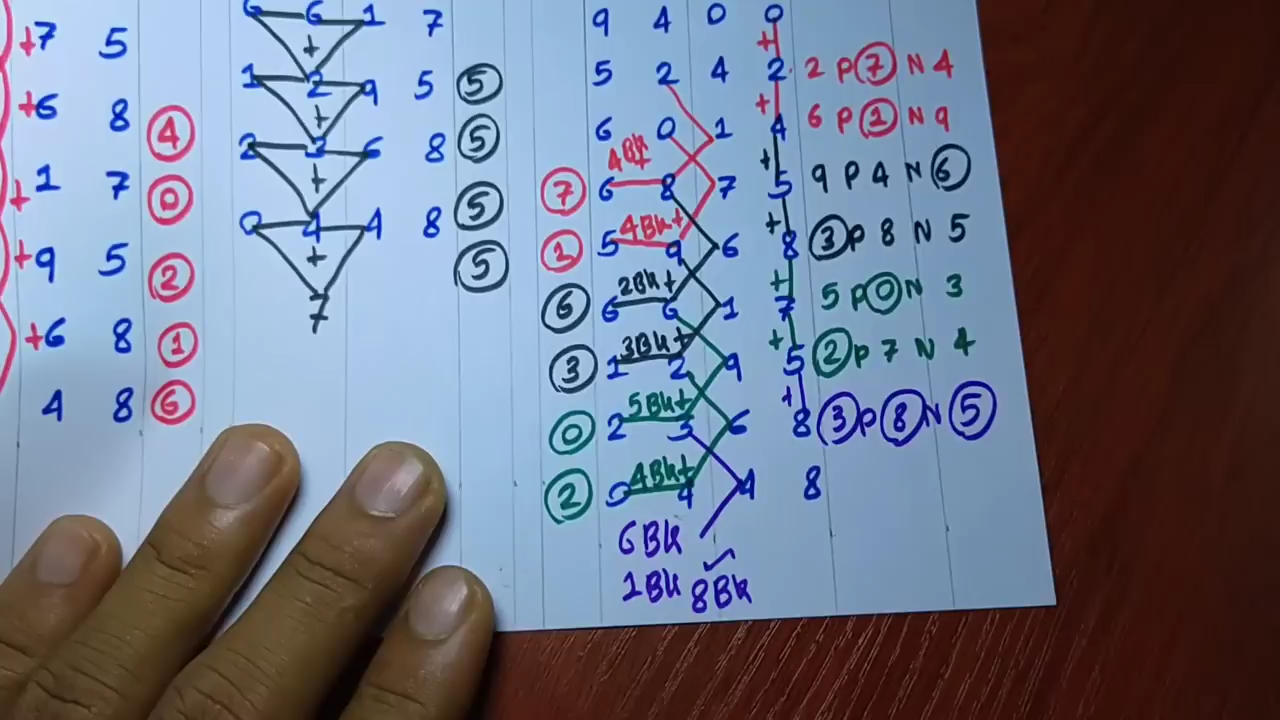 6 6 1 7 9 4 0 0
+7 5 + +
1 2 9 5 5 5 2 4 2 2 P 7 N 4
+6 8 4 + +
2 3 6 8 5 6 0 1 4 6 P 1 N 9
4Bk+ +
+1 7 0 + 5 7 6 8 7 5 9 P 4 N 6
0 4 4 8 4Bk+ +
+9 5 2 + 5 1 5 9 6 8 3 P 8 N 5
2Bk+ +
7 6 6 6 1 7 5 P 0 N 3
+6 8 1 3Bk+ +
3 1 2 9 5 2 P 7 N 4
4 8 6 5Bk+ +
0 2 3 6 8 3 P 8 N 5
4Bk+
2 0 4 4 8
6Bk
1Bk 8Bk